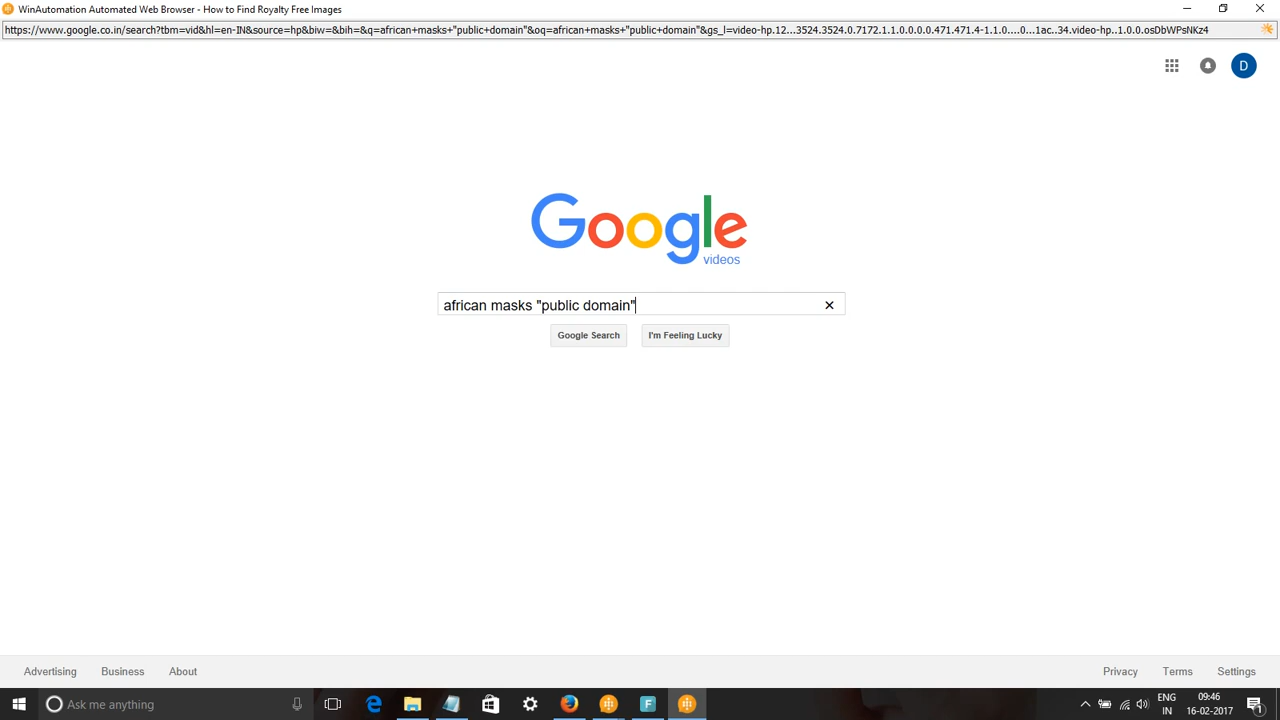 WinAutomation Automated Web Browser - How to Find Royalty Free Images
https://www.google.co.in/search?tbm=vid&hl=en-IN&source=hp&biw=&bih=&q=african+masks+"public+domain"&oq=african+masks+"public+domain"&gs_l=video-hp.12...3524.3524.0.7172.1.1.0.0.0.0.471.471.4-1.1.0....0...1ac..34.video-hp..1.0.0.osDbWPsNKz4
D
Google
videos
african masks "public domain"
Google Search I'm Feeling Lucky
Advertising Business About Privacy Terms Settings
Ask me anything
ENG
IN
09:46
16-02-2017